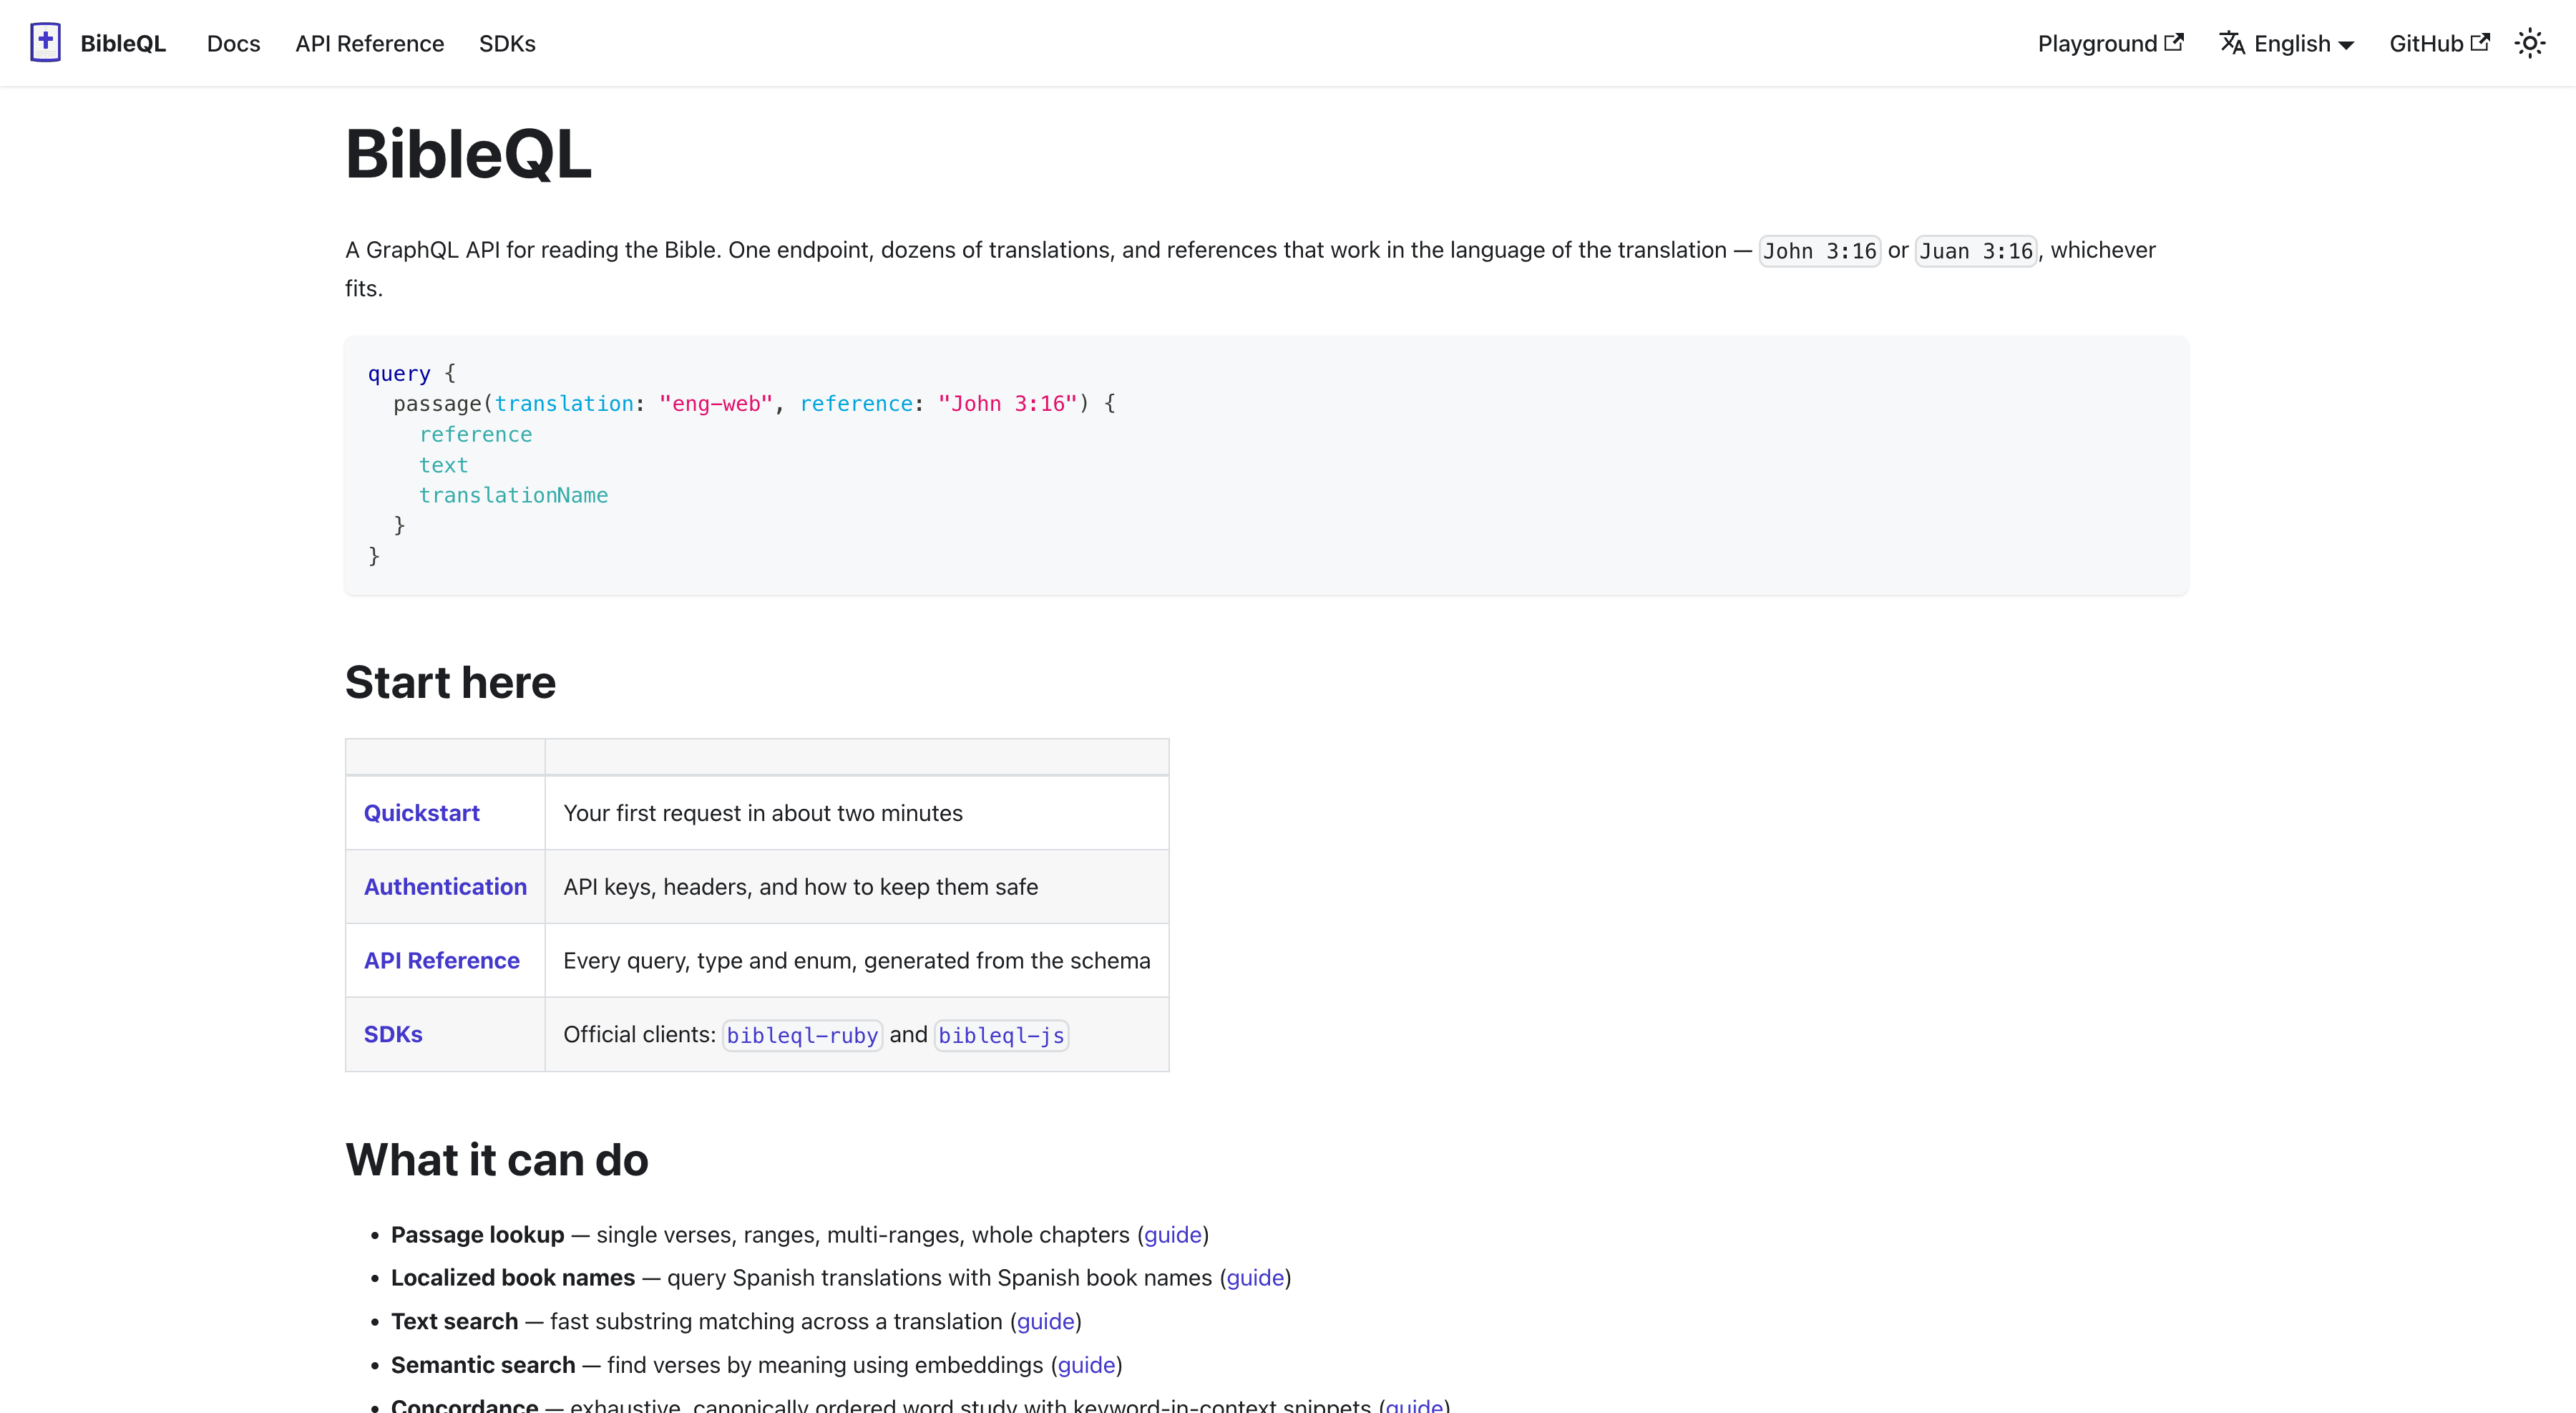 BibleQL Docs API Reference SDKs Playground English GitHub
BibleQL
A GraphQL API for reading the Bible. One endpoint, dozens of translations, and references that work in the language of the translation — John 3:16 or Juan 3:16, whichever
fits.
query {
  passage(translation: "eng-web", reference: "John 3:16") {
    reference
    text
    translationName
  }
}
Start here
Quickstart Your first request in about two minutes
Authentication API keys, headers, and how to keep them safe
API Reference Every query, type and enum, generated from the schema
SDKs Official clients: bibleql-ruby and bibleql-js
What it can do
• Passage lookup — single verses, ranges, multi-ranges, whole chapters (guide)
• Localized book names — query Spanish translations with Spanish book names (guide)
• Text search — fast substring matching across a translation (guide)
• Semantic search — find verses by meaning using embeddings (guide)
• Concordance — exhaustive, canonically ordered word study with keyword-in-context snippets (guide)